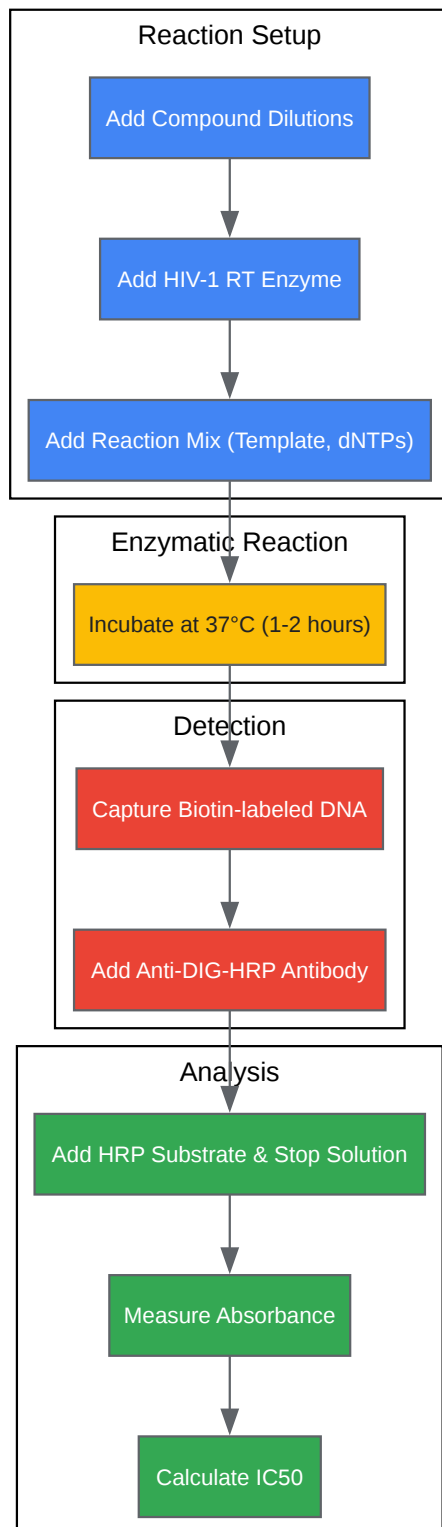 Reaction Setup
Add Compound Dilutions
Add HIV-1 RT Enzyme
Add Reaction Mix (Template, dNTPs)
Enzymatic Reaction
Incubate at 37°C (1-2 hours)
Detection
Capture Biotin-labeled DNA
Add Anti-DIG-HRP Antibody
Analysis
Add HRP Substrate & Stop Solution
Measure Absorbance
Calculate IC50